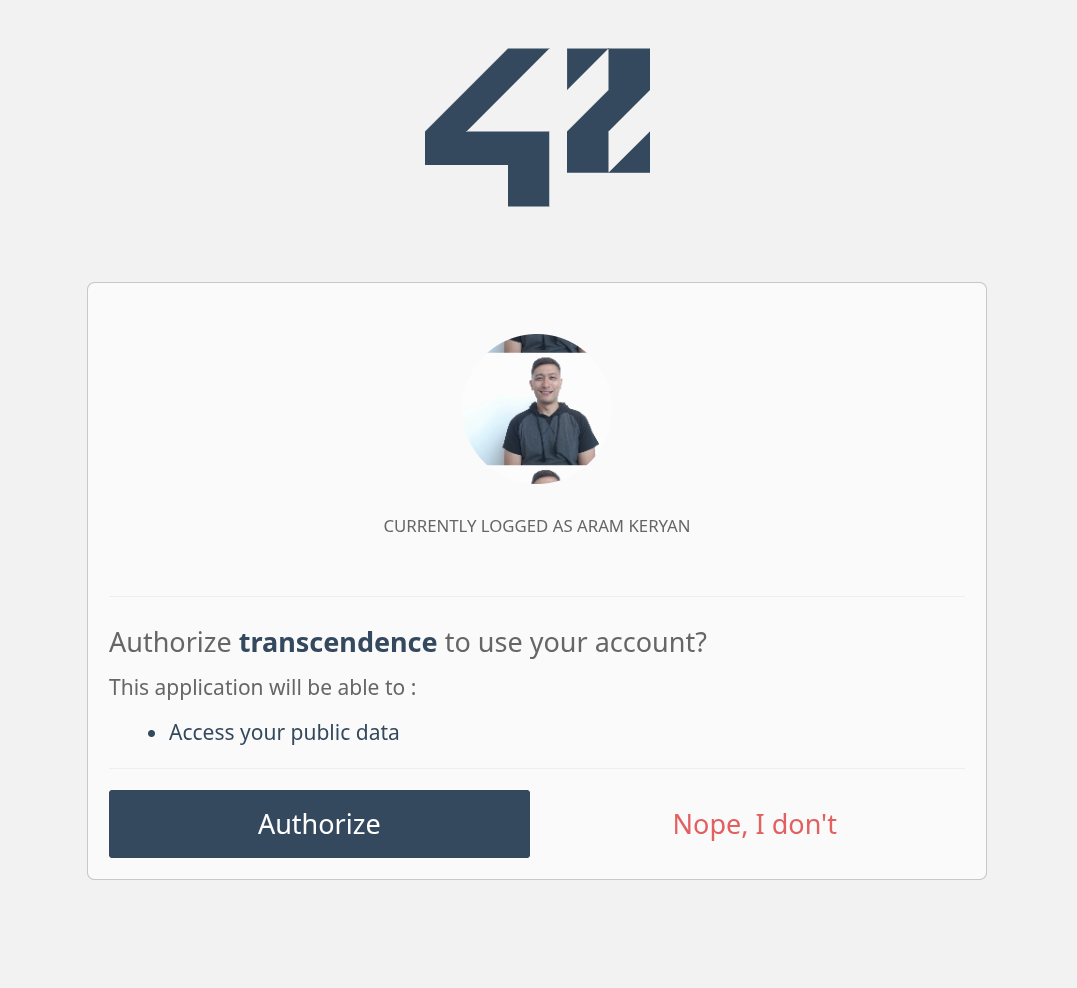 42
CURRENTLY LOGGED AS ARAM KERYAN
Authorize transcendence to use your account?
This application will be able to :
• Access your public data
Authorize
Nope, I don't